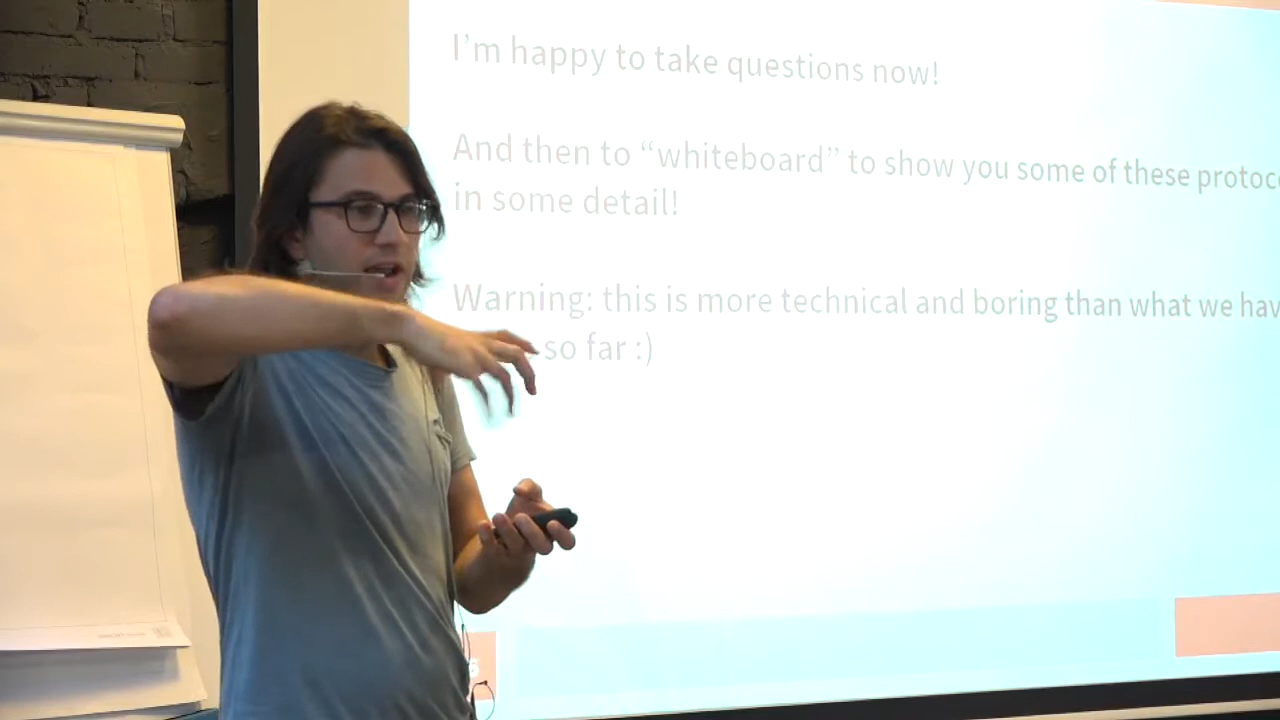 I'm happy to take questions now!
And then to “whiteboard” to show you some of these
in some detail!
Warning: this is more technical and boring than what we
so far :)